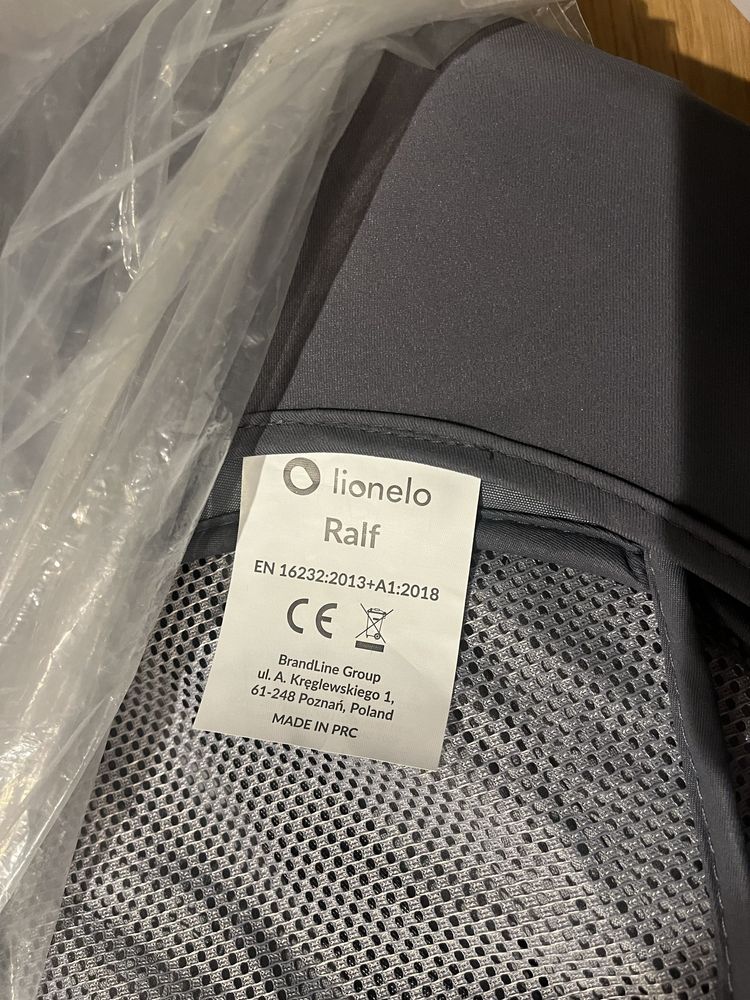 lionelo
Ralf
EN 16232:2013+A1:2018
CE
BrandLine Group
ul. A. Kręglewskiego 1,
61-248 Poznań, Poland
MADE IN PRC